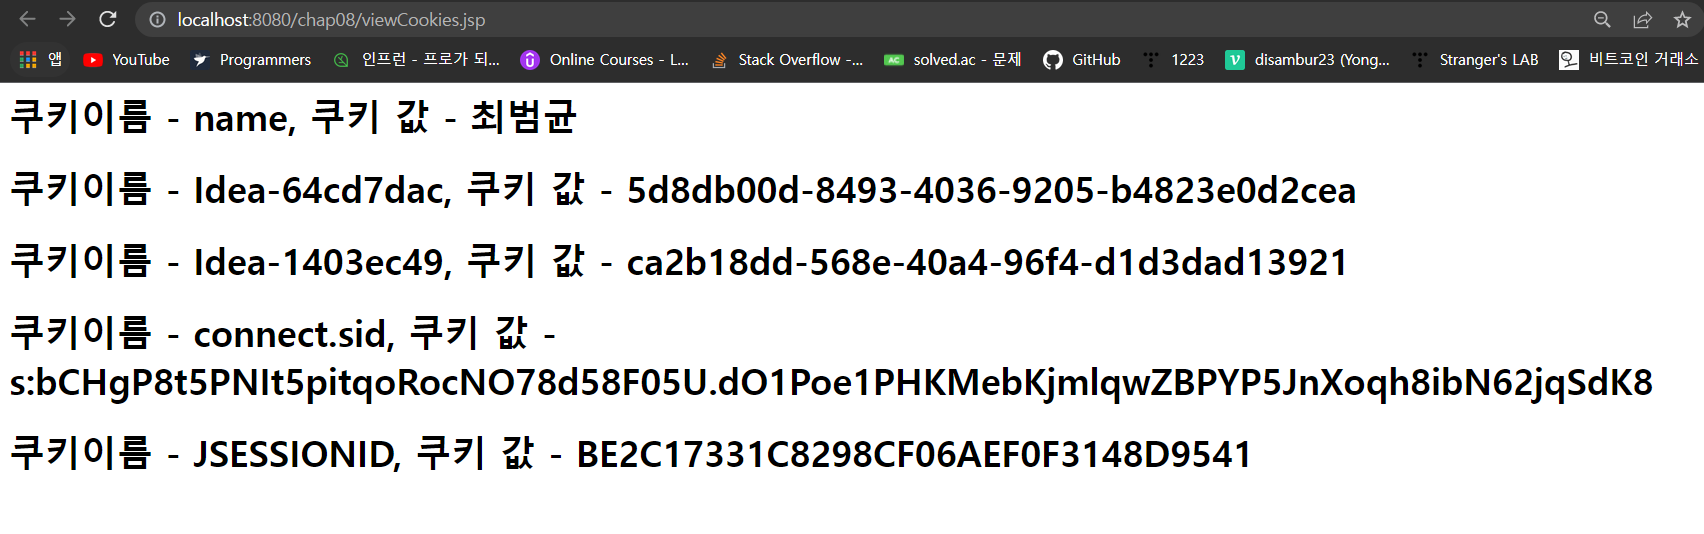 localhost:8080/chap08/viewCookies.jsp
앱 YouTube Programmers 인프런 - 프로가 되... Online Courses - L... Stack Overflow -... AC solved.ac - 문제 GitHub 1223 disambur23 (Yong... Stranger's LAB 비트코인 거래소
쿠키이름 - name, 쿠키 값 - 최범균
쿠키이름 - Idea-64cd7dac, 쿠키 값 - 5d8db00d-8493-4036-9205-b4823e0d2cea
쿠키이름 - Idea-1403ec49, 쿠키 값 - ca2b18dd-568e-40a4-96f4-d1d3dad13921
쿠키이름 - connect.sid, 쿠키 값 -
s:bCHgP8t5PNIt5pitqoRocNO78d58F05U.dO1Poe1PHKMebKjmlqwZBPYP5JnXoqh8ibN62jqSdK8
쿠키이름 - JSESSIONID, 쿠키 값 - BE2C17331C8298CF06AEF0F3148D9541